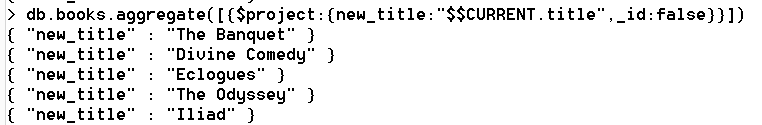 > db.books.aggregate([{$project:{new_title:"$$CURRENT.title",_id:false}}])
{ "new_title" : "The Banquet" }
{ "new_title" : "Divine Comedy" }
{ "new_title" : "Eclogues" }
{ "new_title" : "The Odyssey" }
{ "new_title" : "Iliad" }